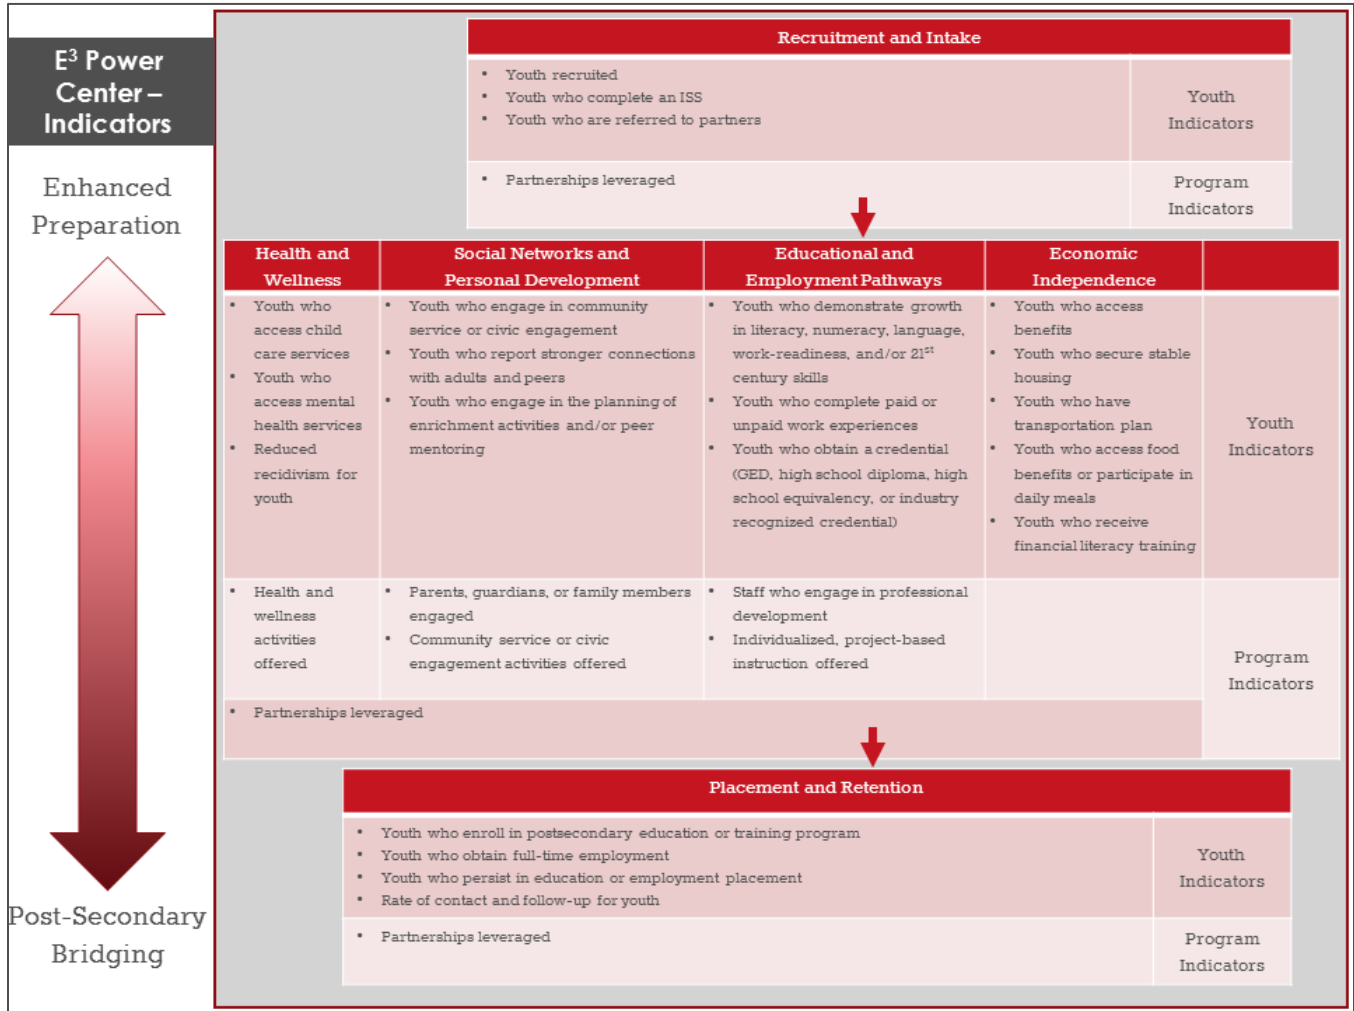 E³ Power
Center –
Indicators
Enhanced
Preparation
Post-Secondary
Bridging
Recruitment and Intake
• Youth recruited
• Youth who complete an ISS
• Youth who are referred to partners
Youth
Indicators
• Partnerships leveraged
Program
Indicators
Health and
Wellness
Social Networks and
Personal Development
Educational and
Employment Pathways
Economic
Independence
• Youth who
access child
care services
• Youth who
access mental
health services
• Reduced
recidivism for
youth
• Youth who engage in community
service or civic engagement
• Youth who report stronger connections
with adults and peers
• Youth who engage in the planning of
enrichment activities and/or peer
mentoring
• Youth who demonstrate growth
in literacy, numeracy, language,
work-readiness, and/or 21st
century skills
• Youth who complete paid or
unpaid work experiences
• Youth who obtain a credential
(GED, high school diploma, high
school equivalency, or industry
recognized credential)
• Youth who access
benefits
• Youth who secure stable
housing
• Youth who have
transportation plan
• Youth who access food
benefits or participate in
daily meals
• Youth who receive
financial literacy training
Youth
Indicators
• Health and
wellness
activities
offered
• Parents, guardians, or family members
engaged
• Community service or civic
engagement activities offered
• Staff who engage in professional
development
• Individualized, project-based
instruction offered
Program
Indicators
• Partnerships leveraged
Placement and Retention
• Youth who enroll in postsecondary education or training program
• Youth who obtain full-time employment
• Youth who persist in education or employment placement
• Rate of contact and follow-up for youth
Youth
Indicators
• Partnerships leveraged
Program
Indicators